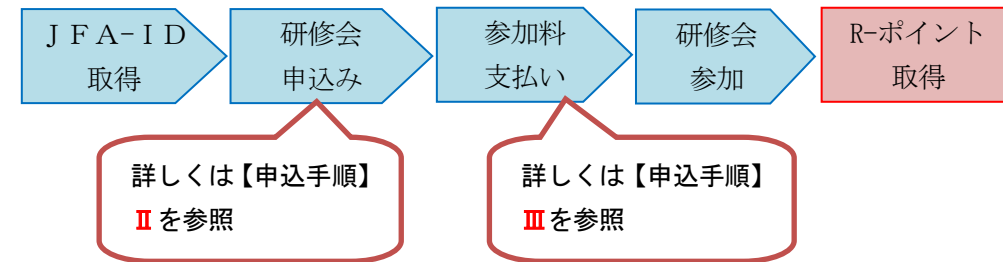 ＪＦＡ-ＩＤ
取得
研修会
申込み
参加料
支払い
研修会
参加
R-ポイント
取得
詳しくは【申込手順】
Ⅱを参照
詳しくは【申込手順】
Ⅲを参照